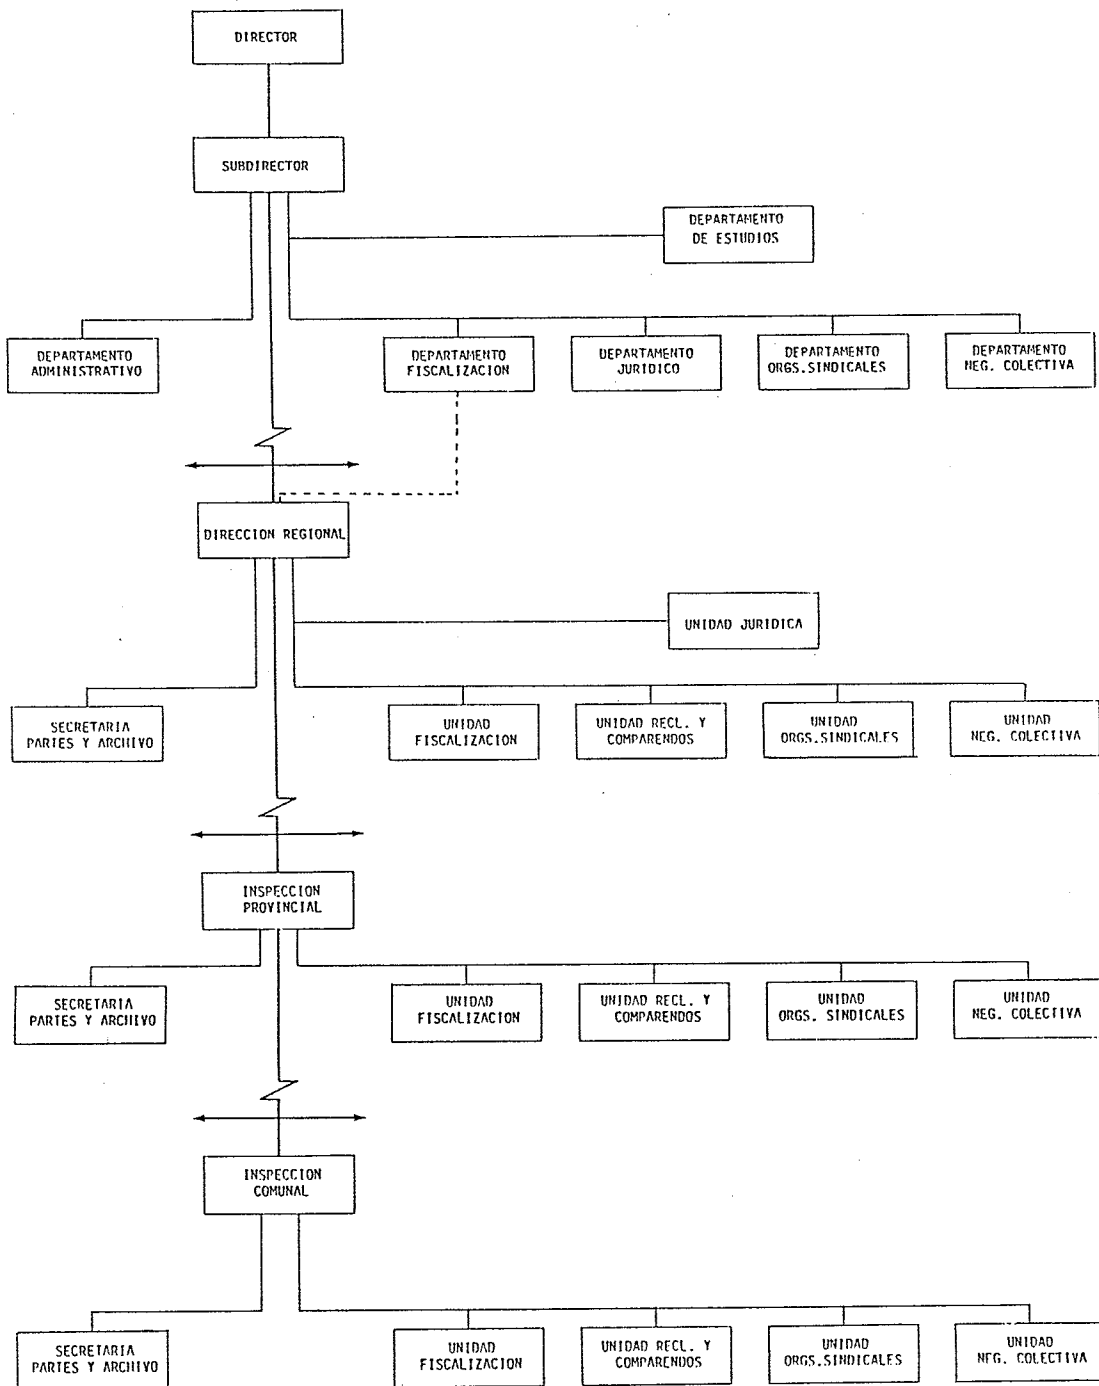 DIRECTOR
SUBDIRECTOR
DEPARTAMENTO
DE ESTUDIOS
DEPARTAMENTO
ADMINISTRATIVO
DEPARTAMENTO
FISCALIZACION
DEPARTAMENTO
JURIDICO
DEPARTAMENTO
ORGS.SINDICALES
DEPARTAMENTO
NEG. COLECTIVA
DIRECCION REGIONAL
UNIDAD JURIDICA
SECRETARIA
PARTES Y ARCHIVO
UNIDAD
FISCALIZACION
UNIDAD RECL. Y
COMPARENDOS
UNIDAD
ORGS.SINDICALES
UNIDAD
NEG. COLECTIVA
INSPECCION
PROVINCIAL
SECRETARIA
PARTES Y ARCHIVO
UNIDAD
FISCALIZACION
UNIDAD RECL. Y
COMPARENDOS
UNIDAD
ORGS. SINDICALES
UNIDAD
NEG. COLECTIVA
INSPECCION
COMUNAL
SECRETARIA
PARTES Y ARCHIVO
UNIDAD
FISCALIZACION
UNIDAD RECL. Y
COMPARENDOS
UNIDAD
ORGS.SINDICALES
UNIDAD
NEG. COLECTIVA